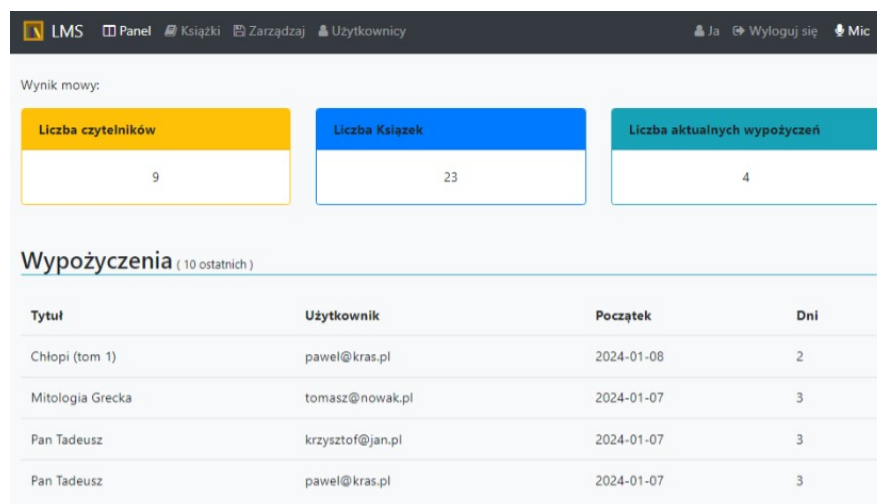 LMS Panel Książki Zarządzaj Użytkownicy Ja Wyloguj się Mic
Wynik mowy:
Liczba czytelników Liczba Ksiązek Liczba aktualnych wypożyczeń
9 23 4
Wypożyczenia ( 10 ostatnich )
Tytuł Użytkownik Początek Dni
Chłopi (tom 1) pawel@kras.pl 2024-01-08 2
Mitologia Grecka tomasz@nowak.pl 2024-01-07 3
Pan Tadeusz krzysztof@jan.pl 2024-01-07 3
Pan Tadeusz pawel@kras.pl 2024-01-07 3